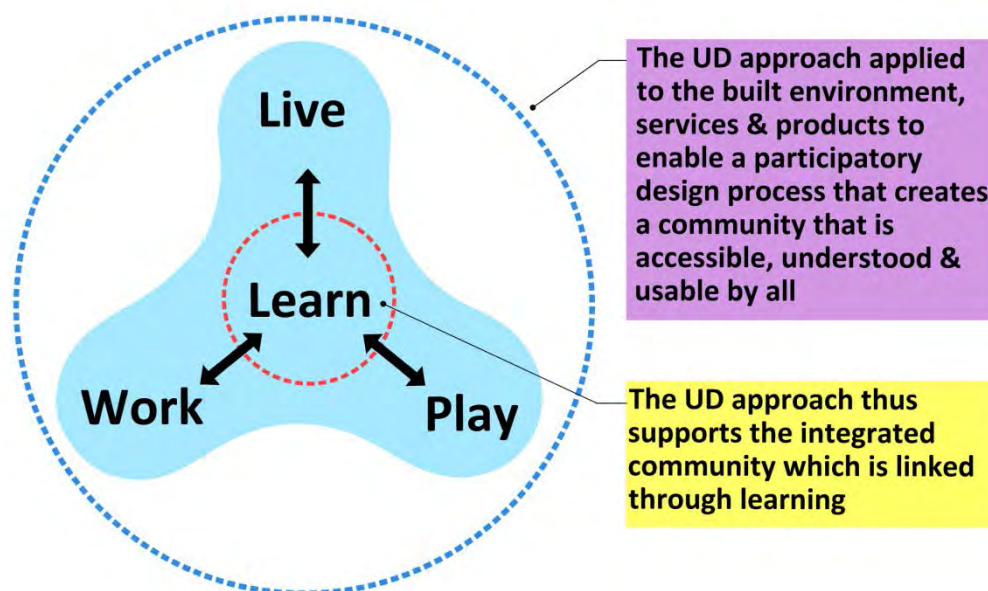 Live
Learn
Work
Play
The UD approach applied
to the built environment,
services & products to
enable a participatory
design process that creates
a community that is
accessible, understood &
usable by all
The UD approach thus
supports the integrated
community which is linked
through learning